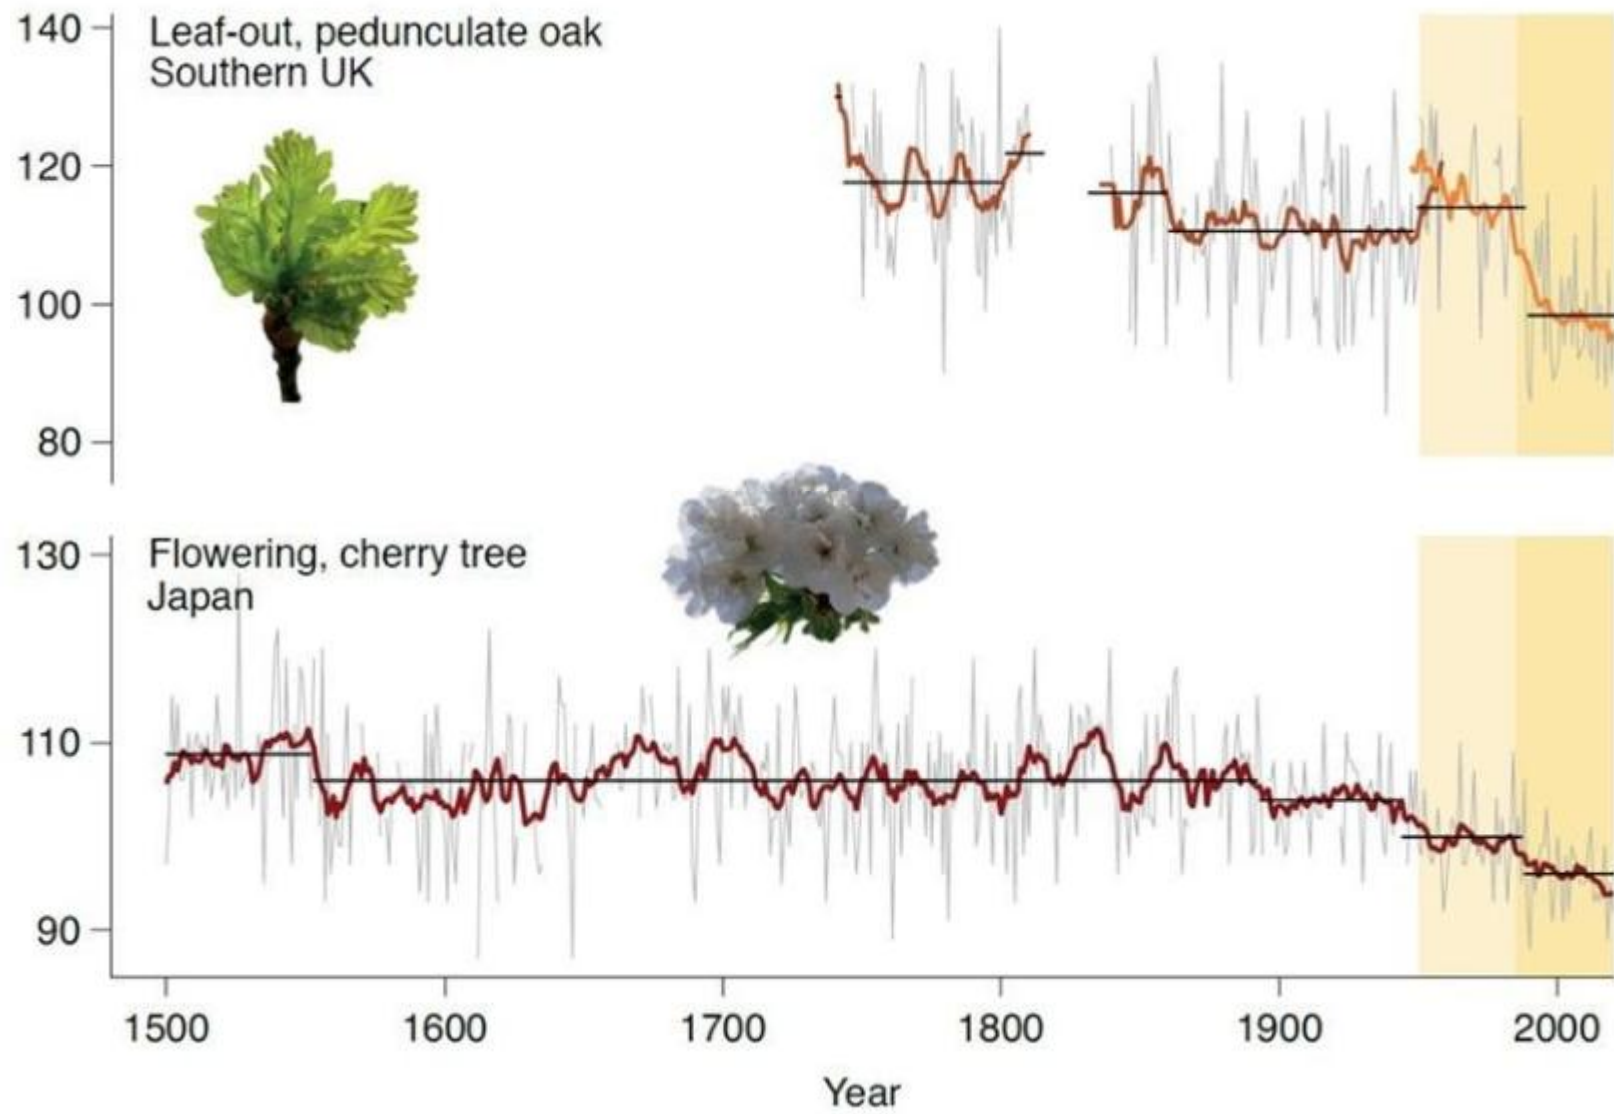 140
Leaf-out, pedunculate oak
Southern UK
120
100
80
130
Flowering, cherry tree
Japan
110
90
1500 1600 1700 1800 1900 2000
Year